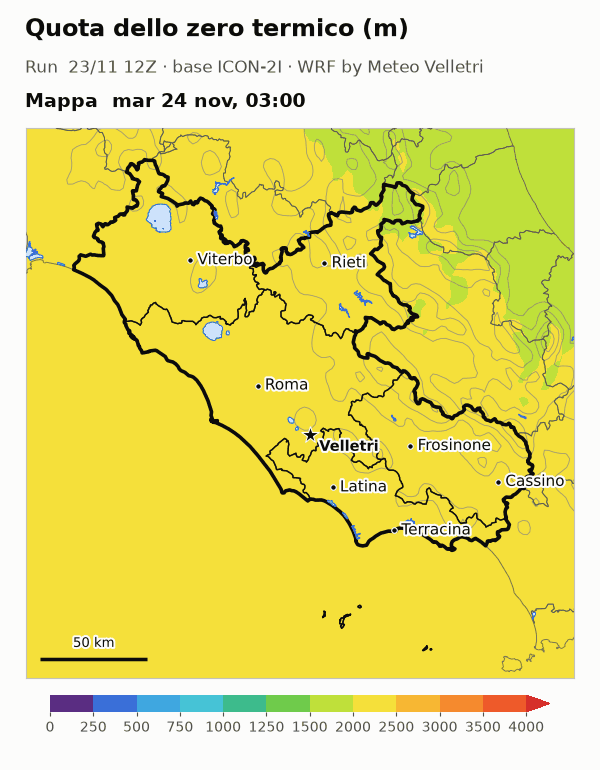 Quota dello zero termico (m)
Run 23/11 12Z · base ICON-2I · WRF by Meteo Velletri
Mappa mar 24 nov, 03:00
Viterbo
Rieti
Roma
Velletri
Frosinone
Latina
Cassino
Terracina
50 km
0 250 500 750 1000 1250 1500 2000 2500 3000 3500 4000